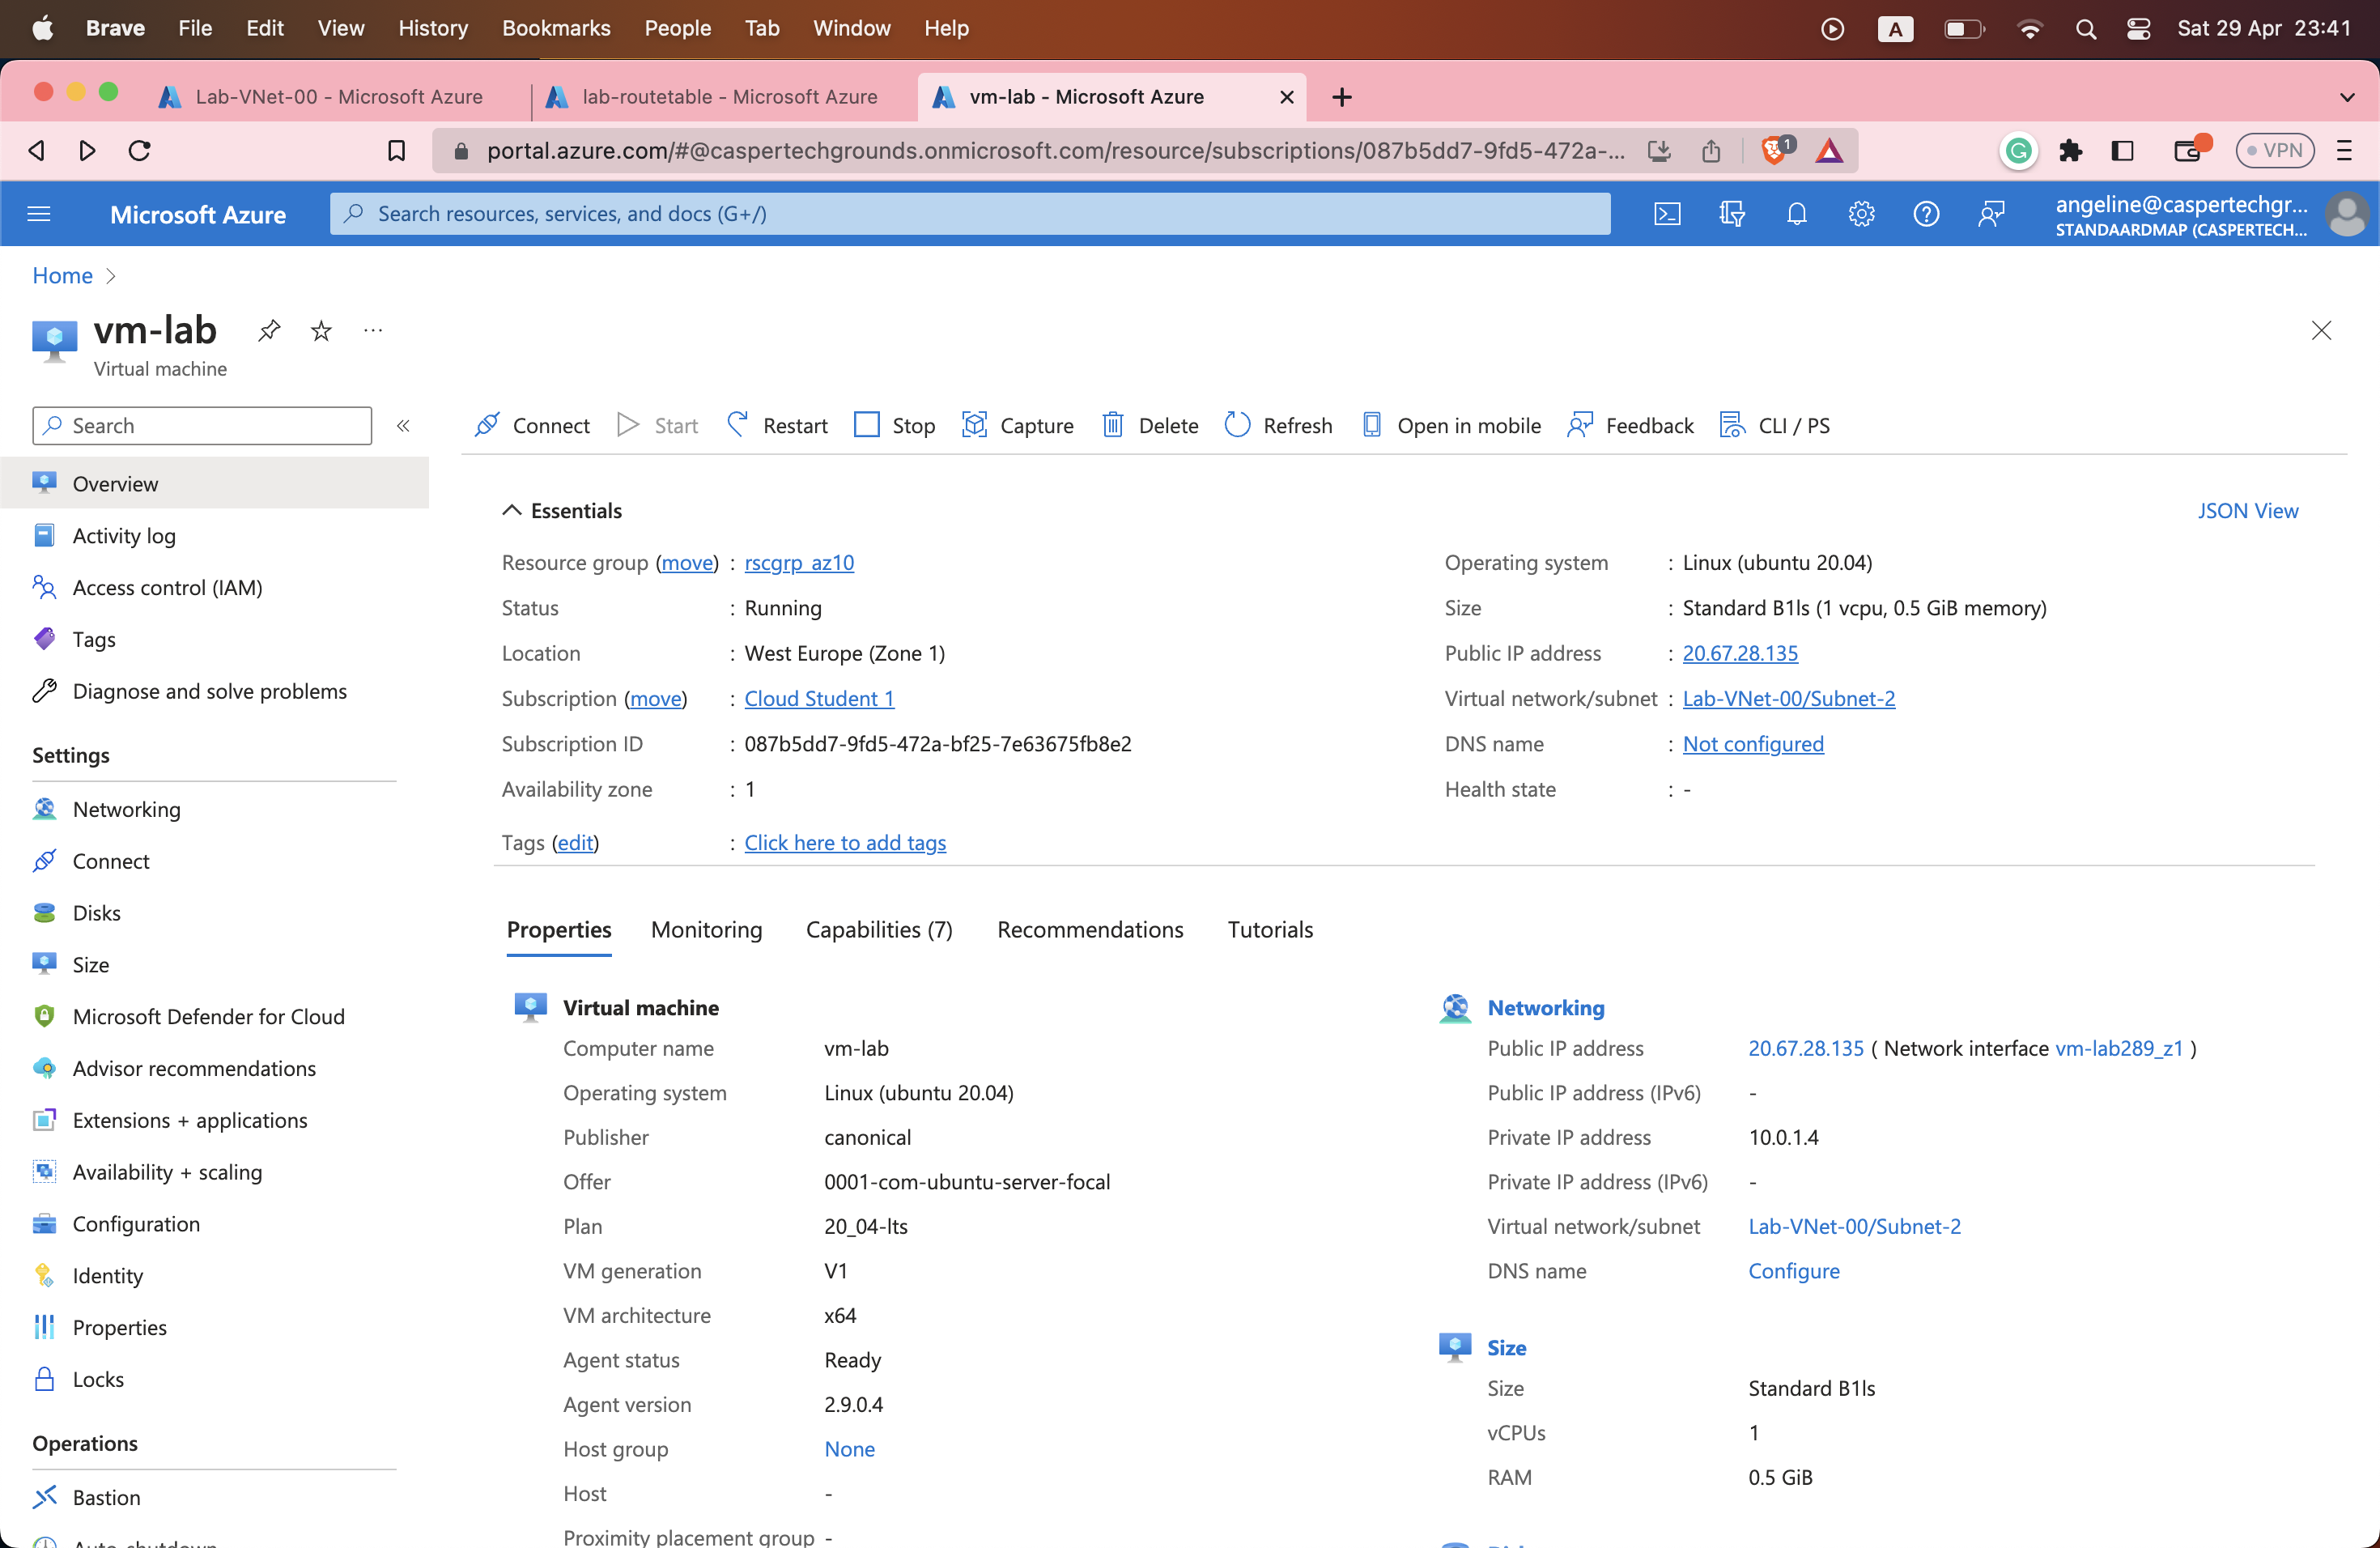 Brave File Edit View History Bookmarks People Tab Window Help A Sat 29 Apr 23:41
Lab-VNet-00 - Microsoft Azure lab-routetable - Microsoft Azure vm-lab - Microsoft Azure
portal.azure.com/#@caspertechgrounds.onmicrosoft.com/resource/subscriptions/087b5dd7-9fd5-472a-... 1 VPN
Microsoft Azure Search resources, services, and docs (G+/) angeline@caspertechgr...
STANDAARDMAP (CASPERTECH...
Home
vm-lab ...
Virtual machine
Search « Connect Start Restart Stop Capture Delete Refresh Open in mobile Feedback CLI / PS
Overview
Activity log
Access control (IAM)
Tags
Diagnose and solve problems
Settings
Networking
Connect
Disks
Size
Microsoft Defender for Cloud
Advisor recommendations
Extensions + applications
Availability + scaling
Configuration
Identity
Properties
Locks
Operations
Bastion
Auto-shutdown
Essentials JSON View
Resource group (move) : rscgrp_az10
Status : Running
Location : West Europe (Zone 1)
Subscription (move) : Cloud Student 1
Subscription ID : 087b5dd7-9fd5-472a-bf25-7e63675fb8e2
Availability zone : 1
Tags (edit) : Click here to add tags
Operating system : Linux (ubuntu 20.04)
Size : Standard B1ls (1 vcpu, 0.5 GiB memory)
Public IP address : 20.67.28.135
Virtual network/subnet : Lab-VNet-00/Subnet-2
DNS name : Not configured
Health state : -
Properties Monitoring Capabilities (7) Recommendations Tutorials
Virtual machine
Computer name vm-lab
Operating system Linux (ubuntu 20.04)
Publisher canonical
Offer 0001-com-ubuntu-server-focal
Plan 20_04-lts
VM generation V1
VM architecture x64
Agent status Ready
Agent version 2.9.0.4
Host group None
Host -
Proximity placement group -
Networking
Public IP address 20.67.28.135 ( Network interface vm-lab289_z1 )
Public IP address (IPv6) -
Private IP address 10.0.1.4
Private IP address (IPv6) -
Virtual network/subnet Lab-VNet-00/Subnet-2
DNS name Configure
Size
Size Standard B1ls
vCPUs 1
RAM 0.5 GiB